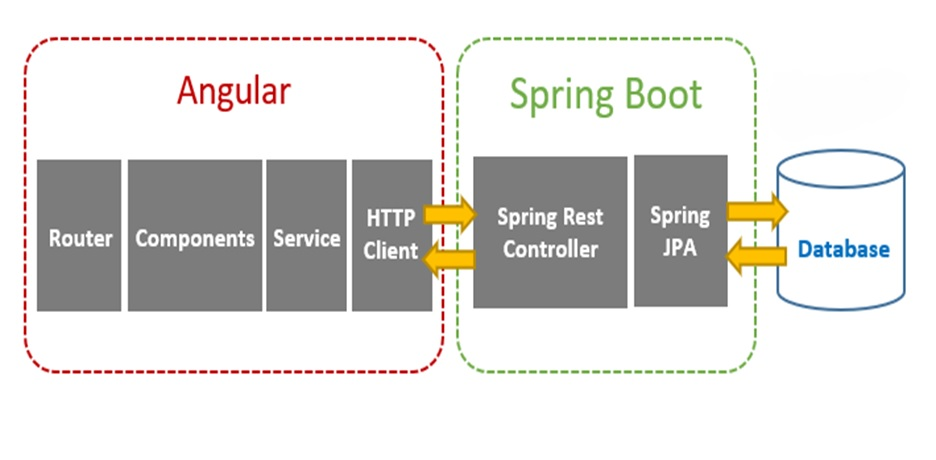 Angular
Spring Boot
Router
Components
Service
HTTP
Client
Spring Rest
Controller
Spring
JPA
Database